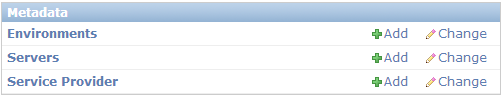 Metadata
Environments Add Change
Servers Add Change
Service Provider Add Change